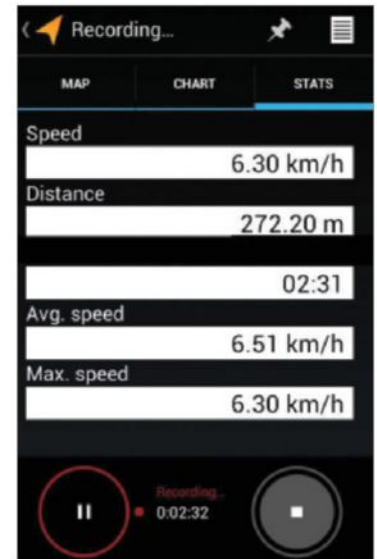 Recording...
MAP CHART STATS
Speed
6.30 km/h
Distance
272.20 m
02:31
Avg. speed
6.51 km/h
Max. speed
6.30 km/h
Recording...
0:02:32